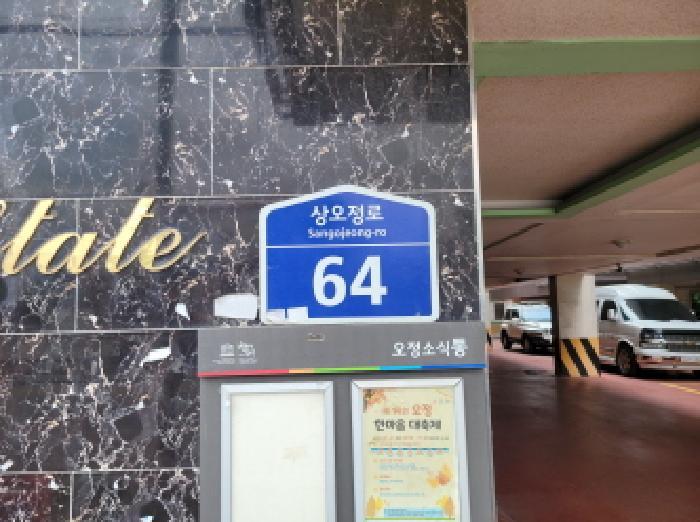 상오정로
Sangojeong-ro
64
tate
오정소식통
오정
한마음 대축제